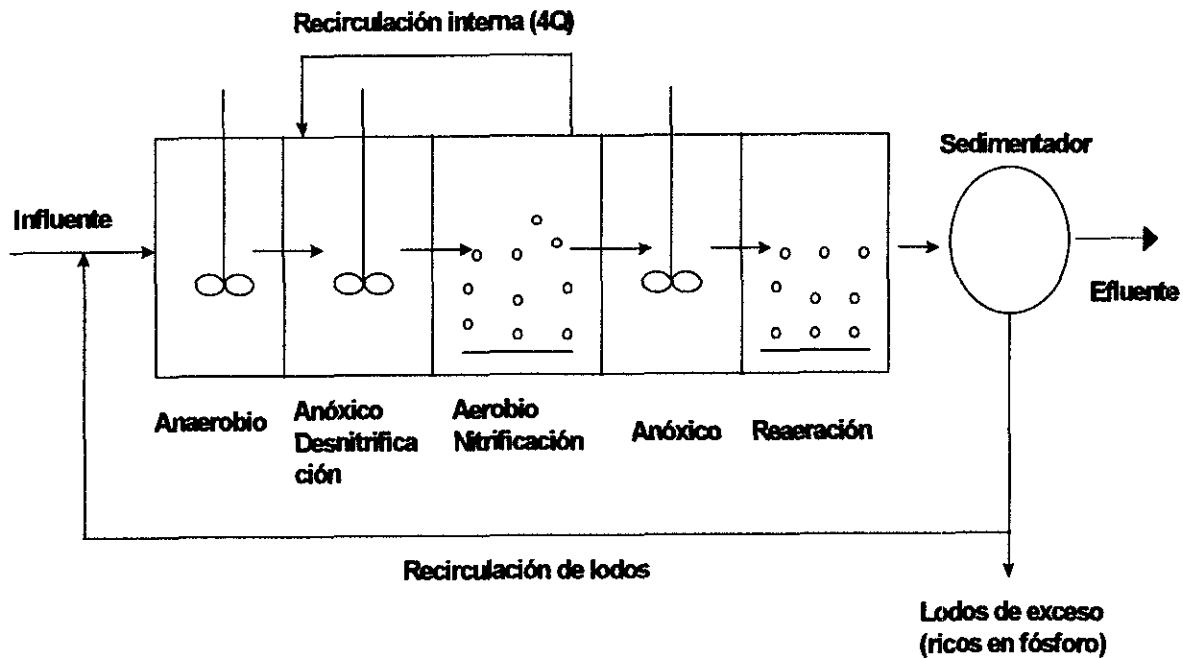 Recirculación interna (4Q)
Sedimentador
Influente
Efluente
Anaerobio
Anóxico
Desnitrifica
ción
Aerobio
Nitrificación
Anóxico
Reaeración
Recirculación de lodos
Lodos de exceso
(ricos en fósforo)